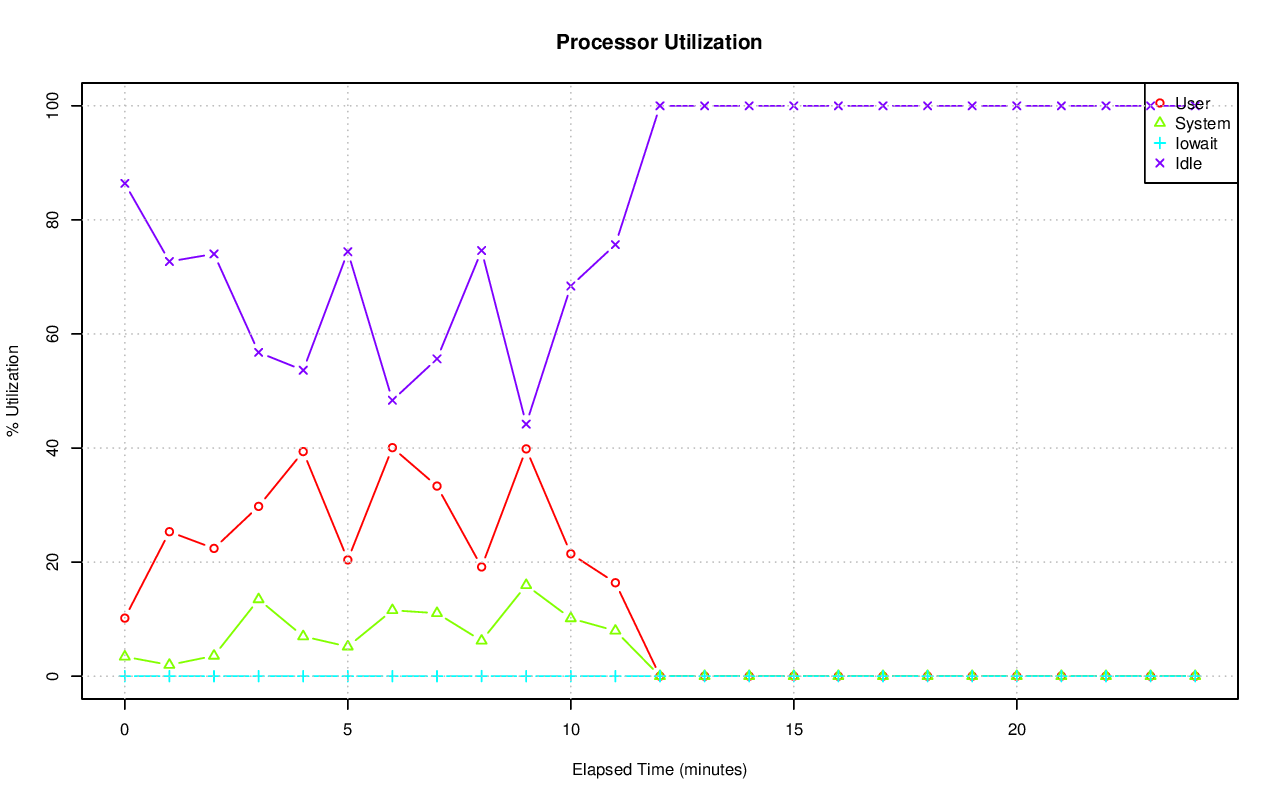 Processor Utilization
% Utilization
100
80
60
40
20
0
User
System
Iowait
Idle
0 5 10 15 20
Elapsed Time (minutes)